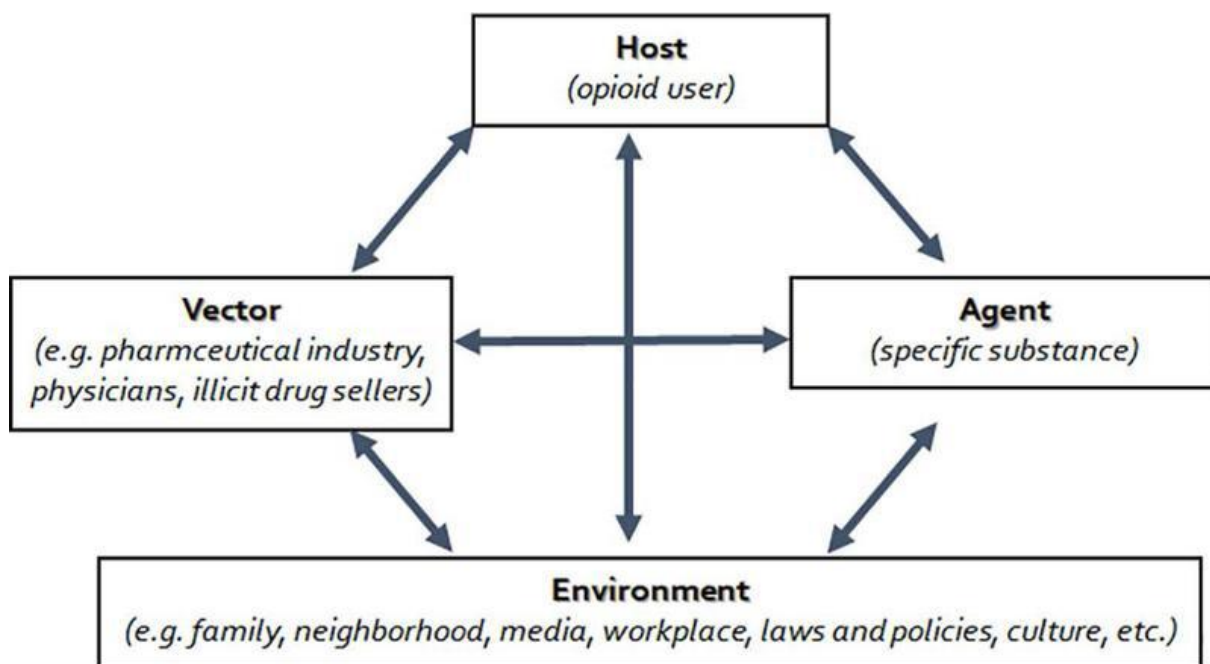 Host
(opioid user)
Vector
(e.g. pharmceutical industry,
physicians, illicit drug sellers)
Agent
(specific substance)
Environment
(e.g. family, neighborhood, media, workplace, laws and policies, culture, etc.)